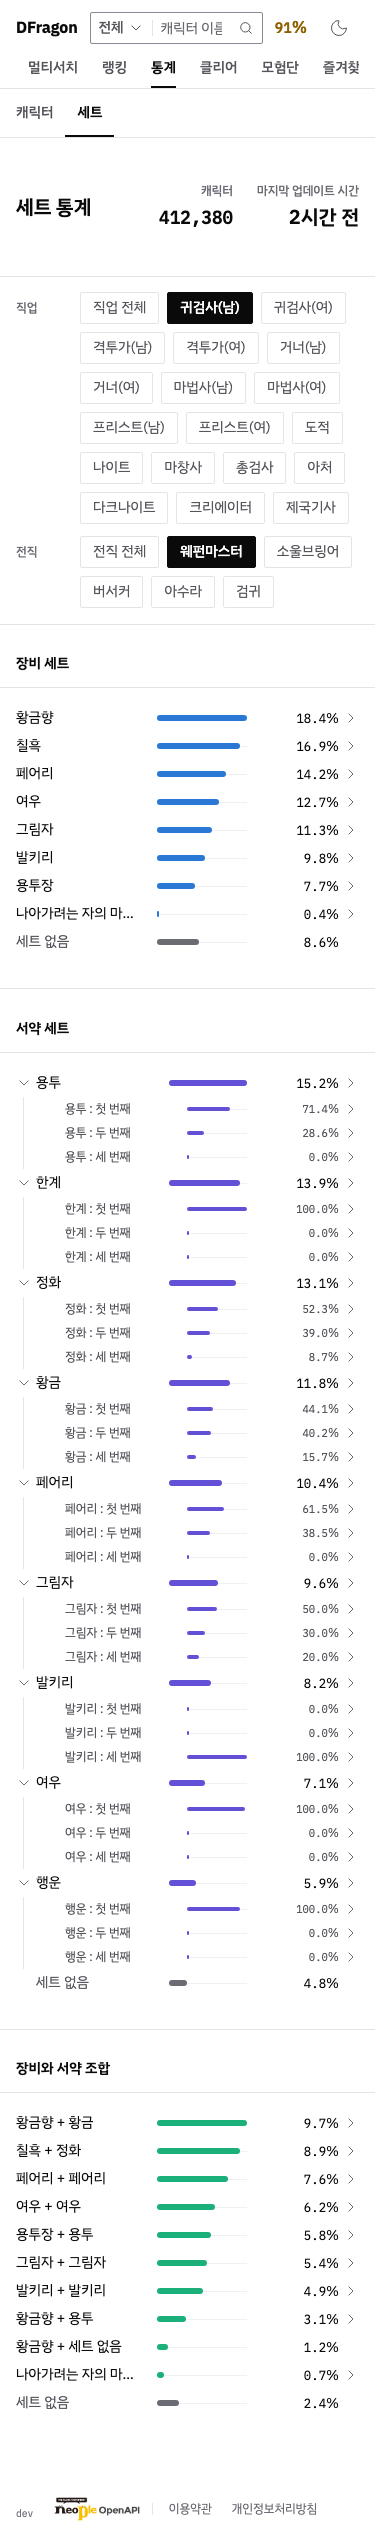 DFragon 전체 캐릭터 이름 91%
멀티서치 랭킹 통계 클리어 모험단 즐겨찾
캐릭터 세트
세트 통계
캐릭터
412,380
마지막 업데이트 시간
2시간 전
직업
직업 전체 귀검사(남) 귀검사(여)
격투가(남) 격투가(여) 거너(남)
거너(여) 마법사(남) 마법사(여)
프리스트(남) 프리스트(여) 도적
나이트 마창사 총검사 아처
다크나이트 크리에이터 제국기사
전직
전직 전체 웨펀마스터 소울브링어
버서커 아수라 검귀
장비 세트
황금향 18.4%
칠흑 16.9%
페어리 14.2%
여우 12.7%
그림자 11.3%
발키리 9.8%
용투장 7.7%
나아가려는 자의 마... 0.4%
세트 없음 8.6%
서약 세트
용투 15.2%
용투 : 첫 번째 71.4%
용투 : 두 번째 28.6%
용투 : 세 번째 0.0%
한계 13.9%
한계 : 첫 번째 100.0%
한계 : 두 번째 0.0%
한계 : 세 번째 0.0%
정화 13.1%
정화 : 첫 번째 52.3%
정화 : 두 번째 39.0%
정화 : 세 번째 8.7%
황금 11.8%
황금 : 첫 번째 44.1%
황금 : 두 번째 40.2%
황금 : 세 번째 15.7%
페어리 10.4%
페어리 : 첫 번째 61.5%
페어리 : 두 번째 38.5%
페어리 : 세 번째 0.0%
그림자 9.6%
그림자 : 첫 번째 50.0%
그림자 : 두 번째 30.0%
그림자 : 세 번째 20.0%
발키리 8.2%
발키리 : 첫 번째 0.0%
발키리 : 두 번째 0.0%
발키리 : 세 번째 100.0%
여우 7.1%
여우 : 첫 번째 100.0%
여우 : 두 번째 0.0%
여우 : 세 번째 0.0%
행운 5.9%
행운 : 첫 번째 100.0%
행운 : 두 번째 0.0%
행운 : 세 번째 0.0%
세트 없음 4.8%
장비와 서약 조합
황금향 + 황금 9.7%
칠흑 + 정화 8.9%
페어리 + 페어리 7.6%
여우 + 여우 6.2%
용투장 + 용투 5.8%
그림자 + 그림자 5.4%
발키리 + 발키리 4.9%
황금향 + 용투 3.1%
황금향 + 세트 없음 1.2%
나아가려는 자의 마... 0.7%
세트 없음 2.4%
dev neople OpenAPI 이용약관 개인정보처리방침